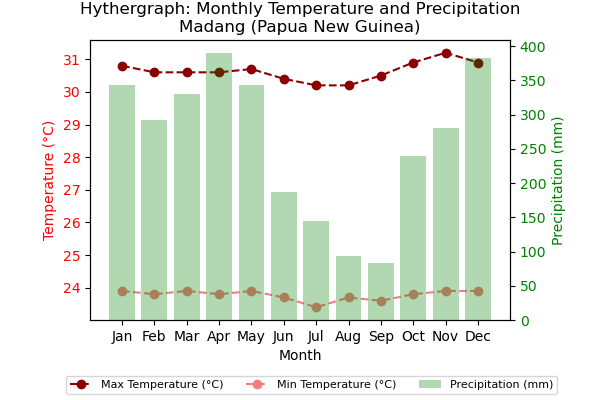 Hythergraph: Monthly Temperature and Precipitation
Madang (Papua New Guinea)
Temperature (°C)
31
30
29
28
27
26
25
24
400
350
300
250
200
150
100
50
0
Precipitation (mm)
Jan Feb Mar Apr May Jun Jul Aug Sep Oct Nov Dec
Month
Max Temperature (°C) Min Temperature (°C) Precipitation (mm)